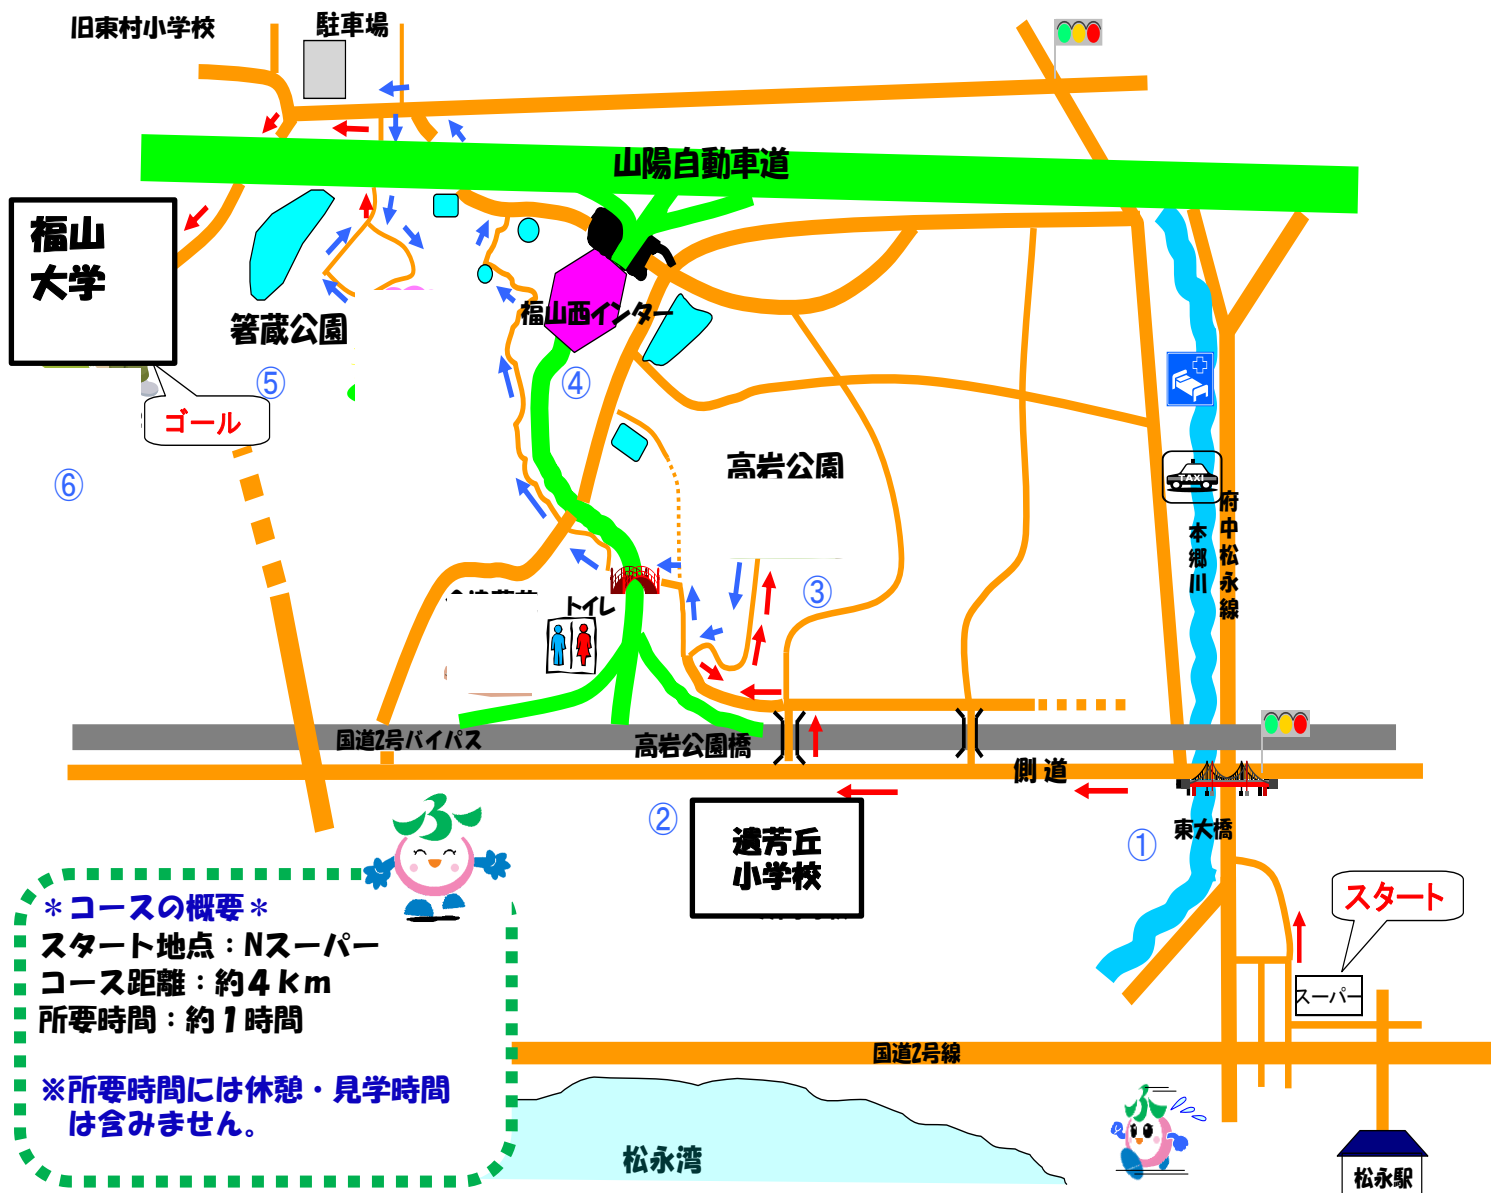 旧東村小学校
駐車場
山陽自動車道
福山
大学
箸蔵公園
福山西インター
⑤
④
ゴール
⑥
高岩公園
TAXI
府中松永線
本郷川
③
トイレ
国道2号バイパス
高岩公園橋
側道
②
遺芳丘
小学校
①
東大橋
ふ
スタート
スーパー
＊コースの概要＊
スタート地点：Nスーパー
コース距離：約４ｋｍ
所要時間：約１時間
※所要時間には休憩・見学時間
は含みません。
国道2号線
松永湾
ふ
松永駅